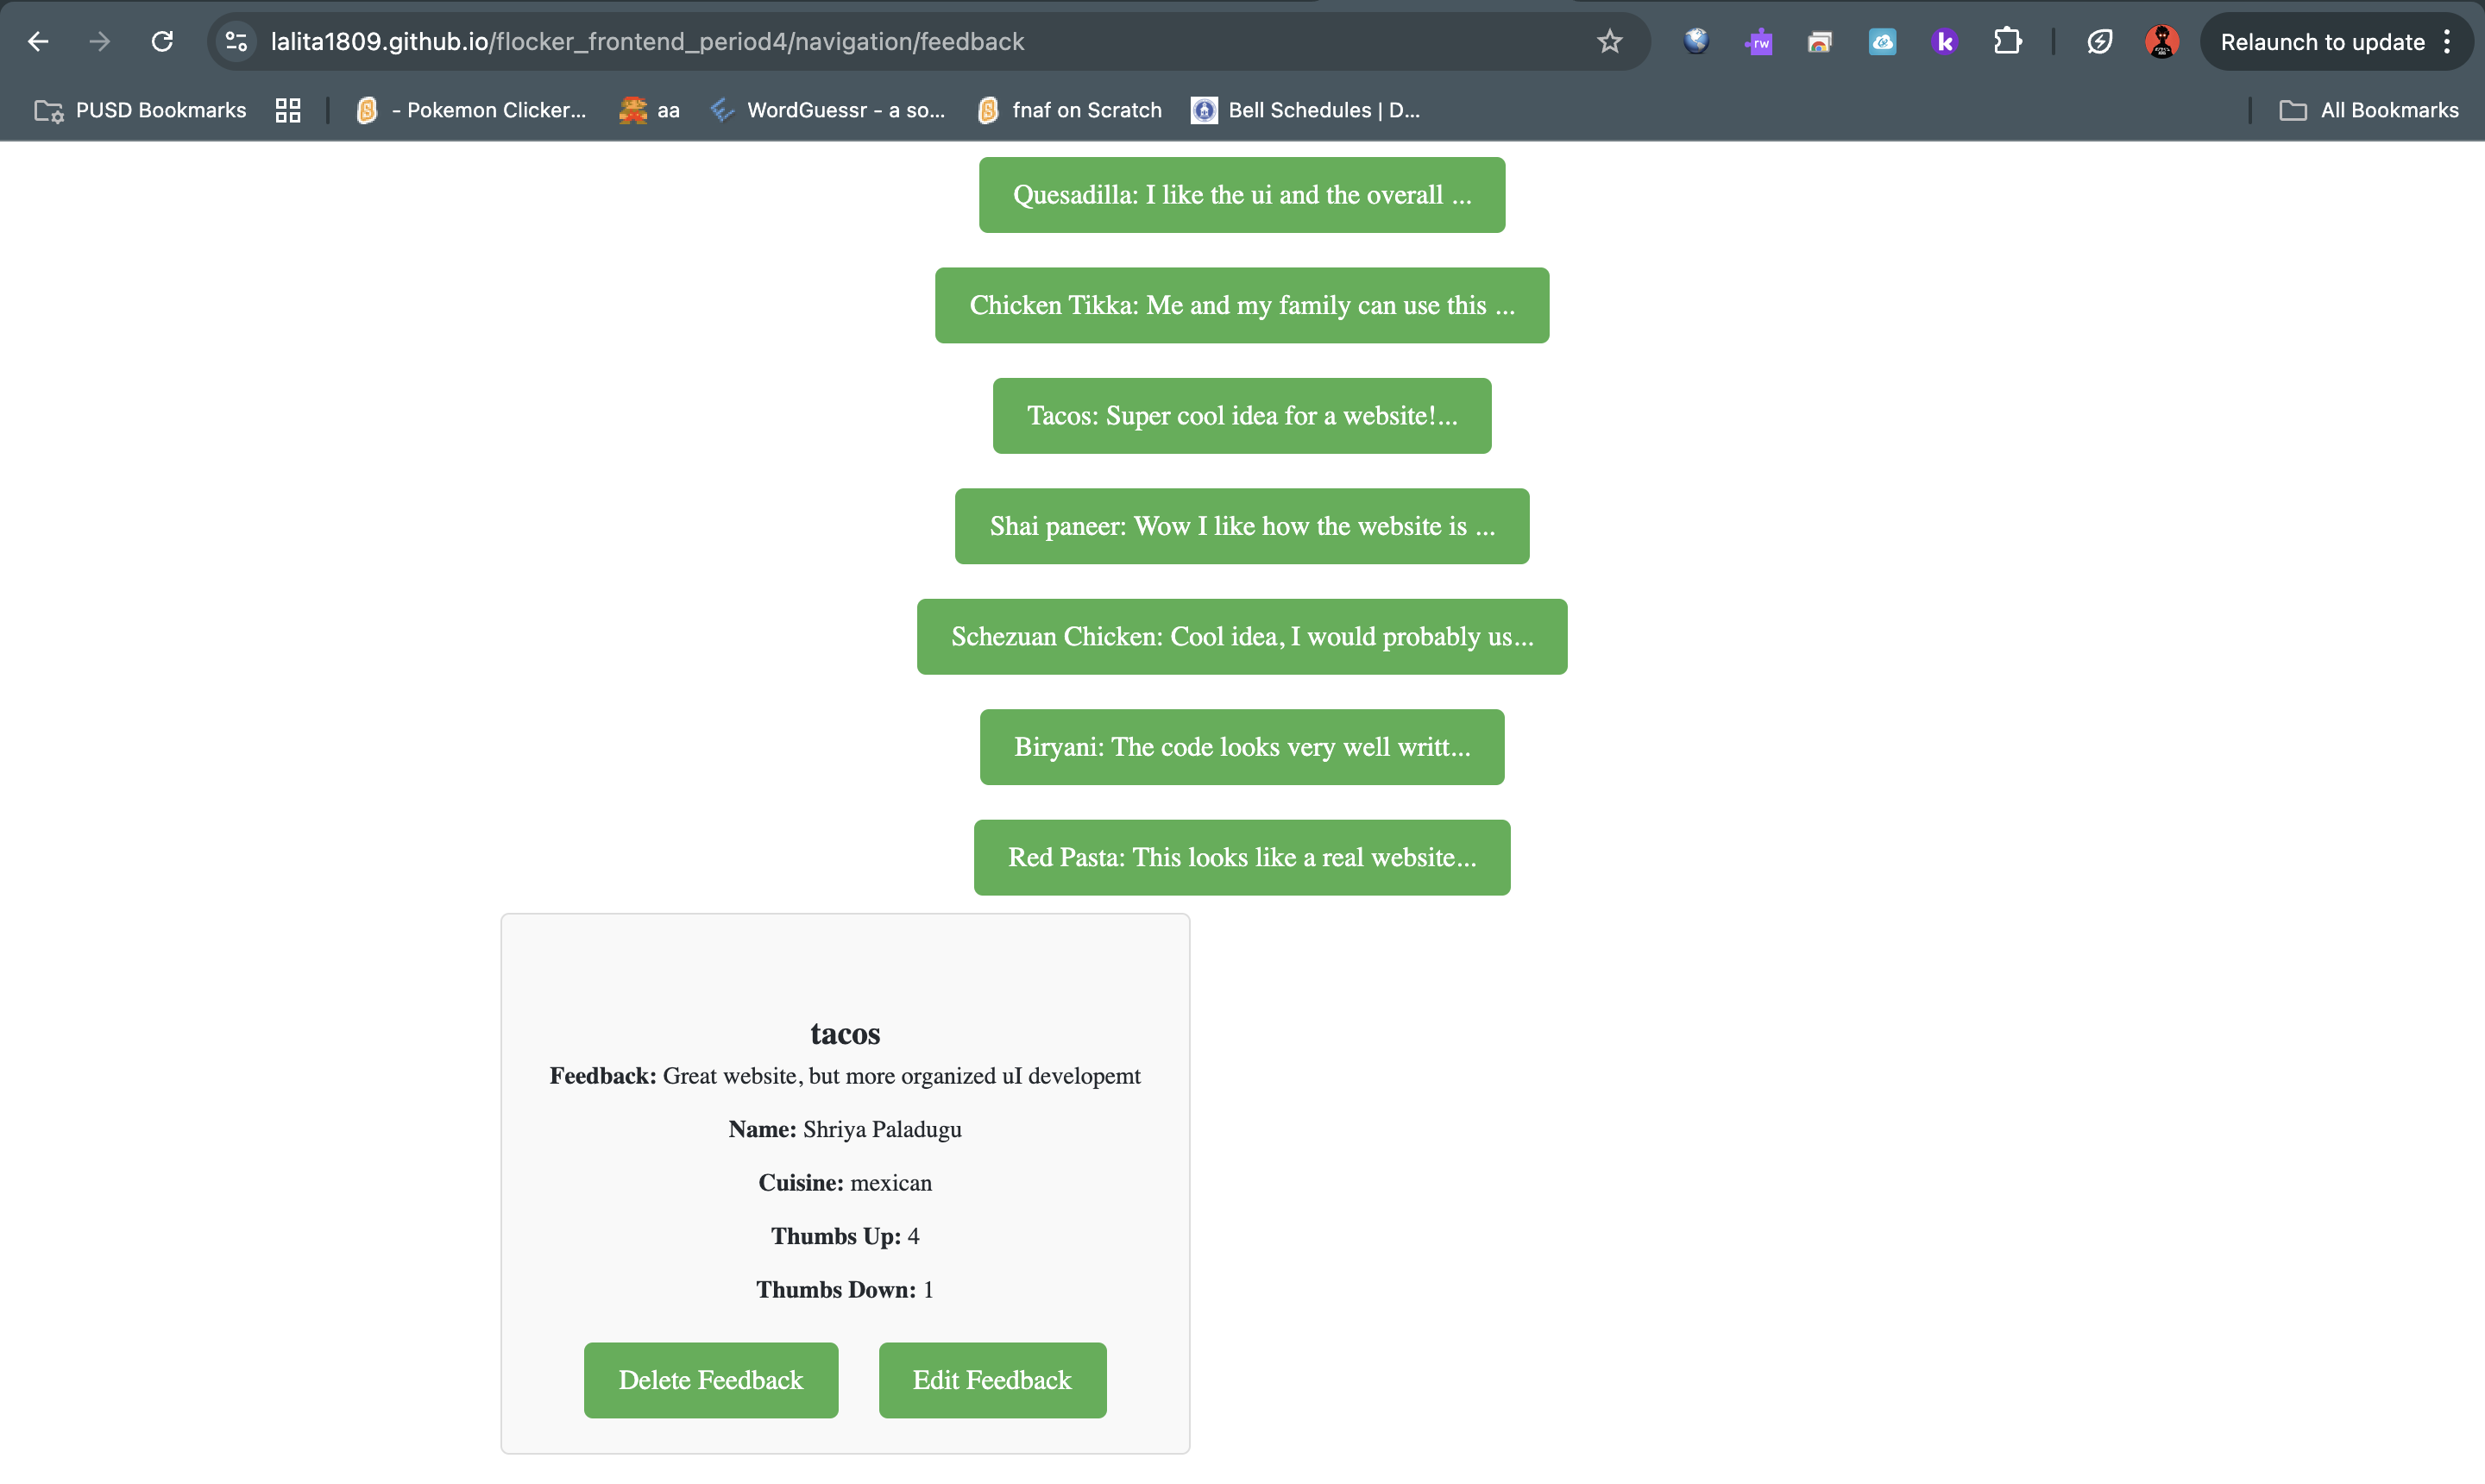 lalita1809.github.io/flocker_frontend_period4/navigation/feedback
Relaunch to update
PUSD Bookmarks
- Pokemon Clicker...
aa
WordGuessr - a so...
fnaf on Scratch
Bell Schedules | D...
All Bookmarks
Quesadilla: I like the ui and the overall ...
Chicken Tikka: Me and my family can use this ...
Tacos: Super cool idea for a website!...
Shai paneer: Wow I like how the website is ...
Schezuan Chicken: Cool idea, I would probably us...
Biryani: The code looks very well writt...
Red Pasta: This looks like a real website...
tacos
Feedback: Great website, but more organized uI developemt
Name: Shriya Paladugu
Cuisine: mexican
Thumbs Up: 4
Thumbs Down: 1
Delete Feedback
Edit Feedback